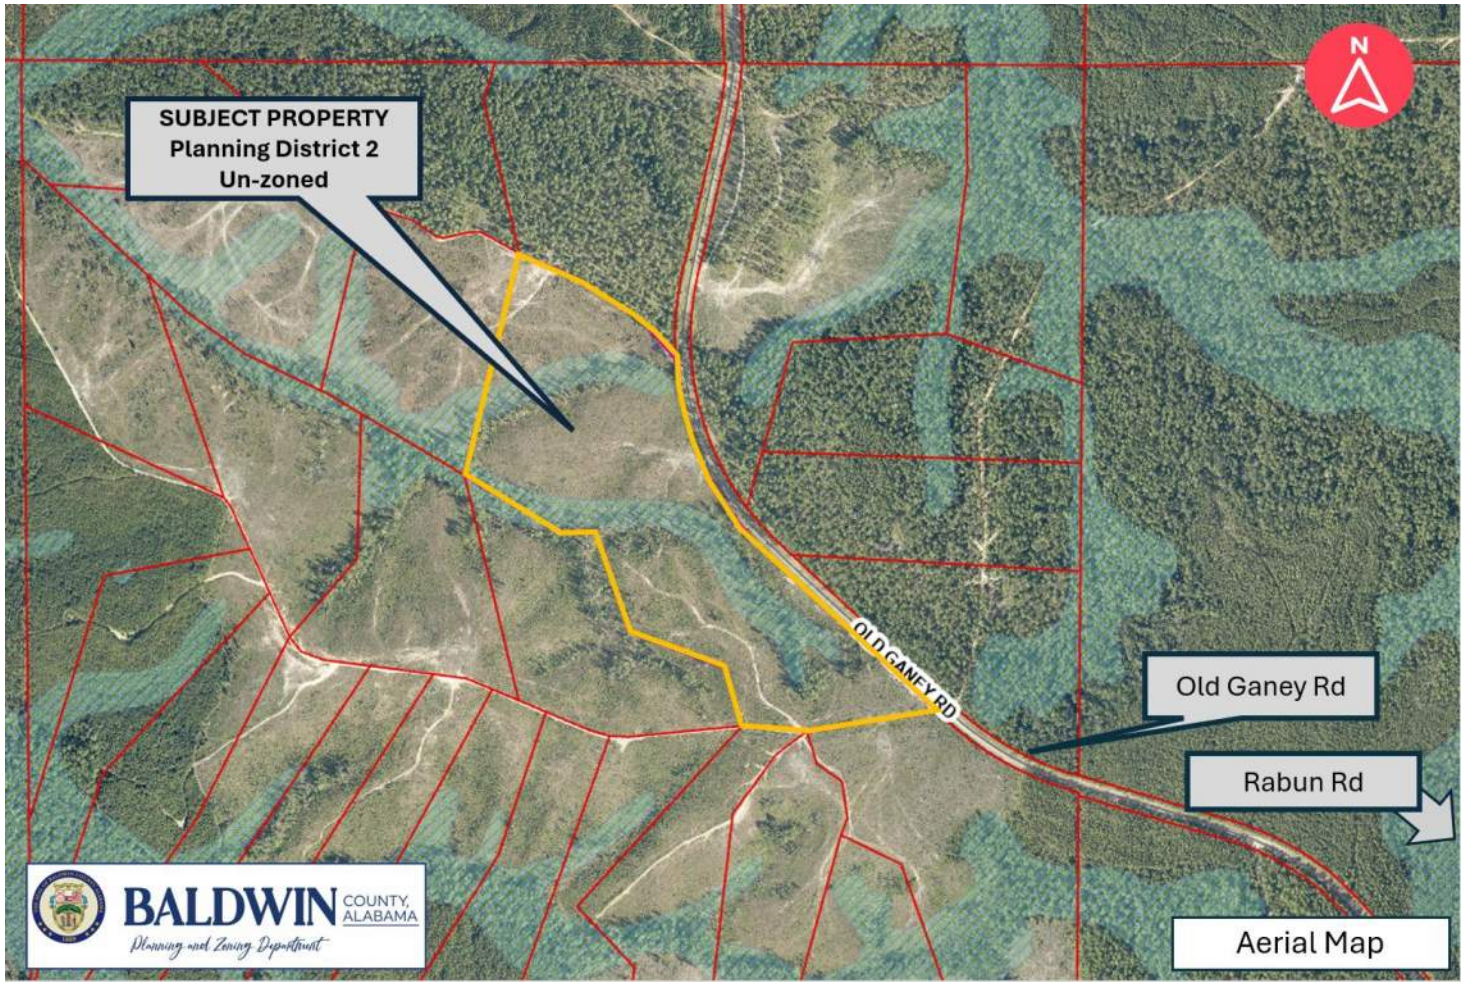 N
SUBJECT PROPERTY
Planning District 2
Un-zoned
OLD GANEY RD
Old Ganey Rd
Rabun Rd
BALDWIN
COUNTY,
ALABAMA
Planning and Zoning Department
Aerial Map